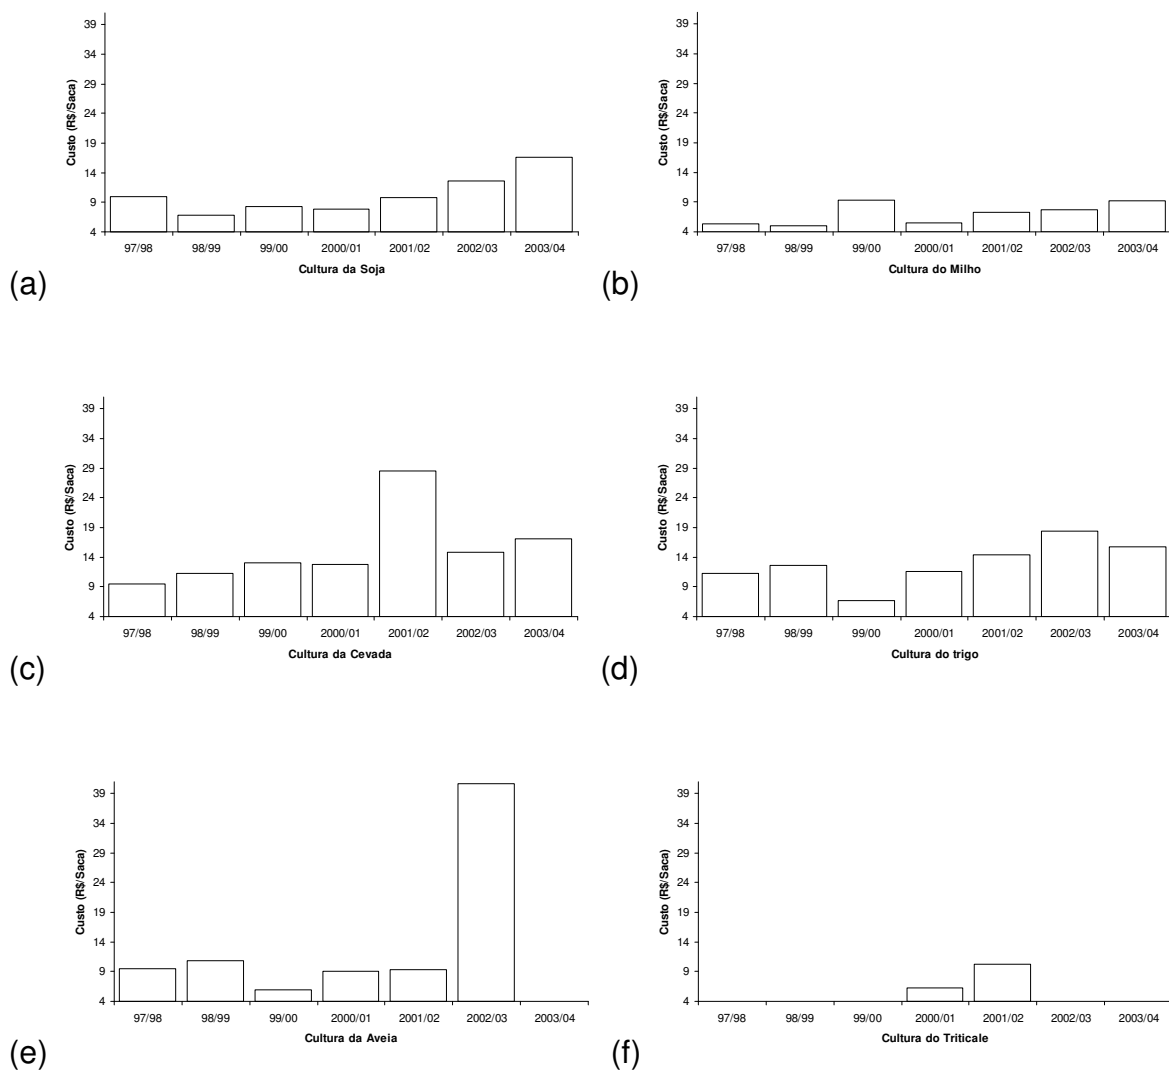 39
34
29
24
19
14
9
4
Custo (R$/Saca)
97/98 98/99 99/00 2000/01 2001/02 2002/03 2003/04
Cultura da Soja
(a)
39
34
29
24
19
14
9
4
Custo (R$/Saca)
97/98 98/99 99/00 2000/01 2001/02 2002/03 2003/04
Cultura do Milho
(b)
39
34
29
24
19
14
9
4
Custo (R$/Saca)
97/98 98/99 99/00 2000/01 2001/02 2002/03 2003/04
Cultura da Cevada
(c)
39
34
29
24
19
14
9
4
Custo (R$/Saca)
97/98 98/99 99/00 2000/01 2001/02 2002/03 2003/04
Cultura do trigo
(d)
39
34
29
24
19
14
9
4
Custo (R$/Saca)
97/98 98/99 99/00 2000/01 2001/02 2002/03 2003/04
Cultura da Aveia
(e)
39
34
29
24
19
14
9
4
Custo (R$/Saca)
97/98 98/99 99/00 2000/01 2001/02 2002/03 2003/04
Cultura do Triticale
(f)